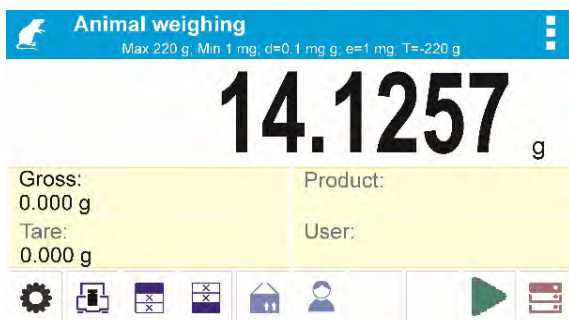 Animal weighing
Max 220 g; Min 1 mg; d=0.1 mg g; e=1 mg; T=-220 g
14.1257 g
Gross:
0.000 g
Tare:
0.000 g
Product:
User: